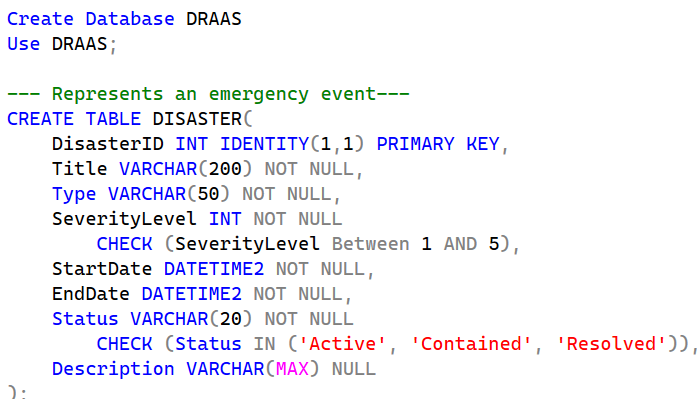 Create Database DRAAS
Use DRAAS;
--- Represents an emergency event---
CREATE TABLE DISASTER(
DisasterID INT IDENTITY(1,1) PRIMARY KEY,
Title VARCHAR(200) NOT NULL,
Type VARCHAR(50) NOT NULL,
SeverityLevel INT NOT NULL
CHECK (SeverityLevel Between 1 AND 5),
StartDate DATETIME2 NOT NULL,
EndDate DATETIME2 NOT NULL,
Status VARCHAR(20) NOT NULL
CHECK (Status IN ('Active', 'Contained', 'Resolved')),
Description VARCHAR(MAX) NULL
);